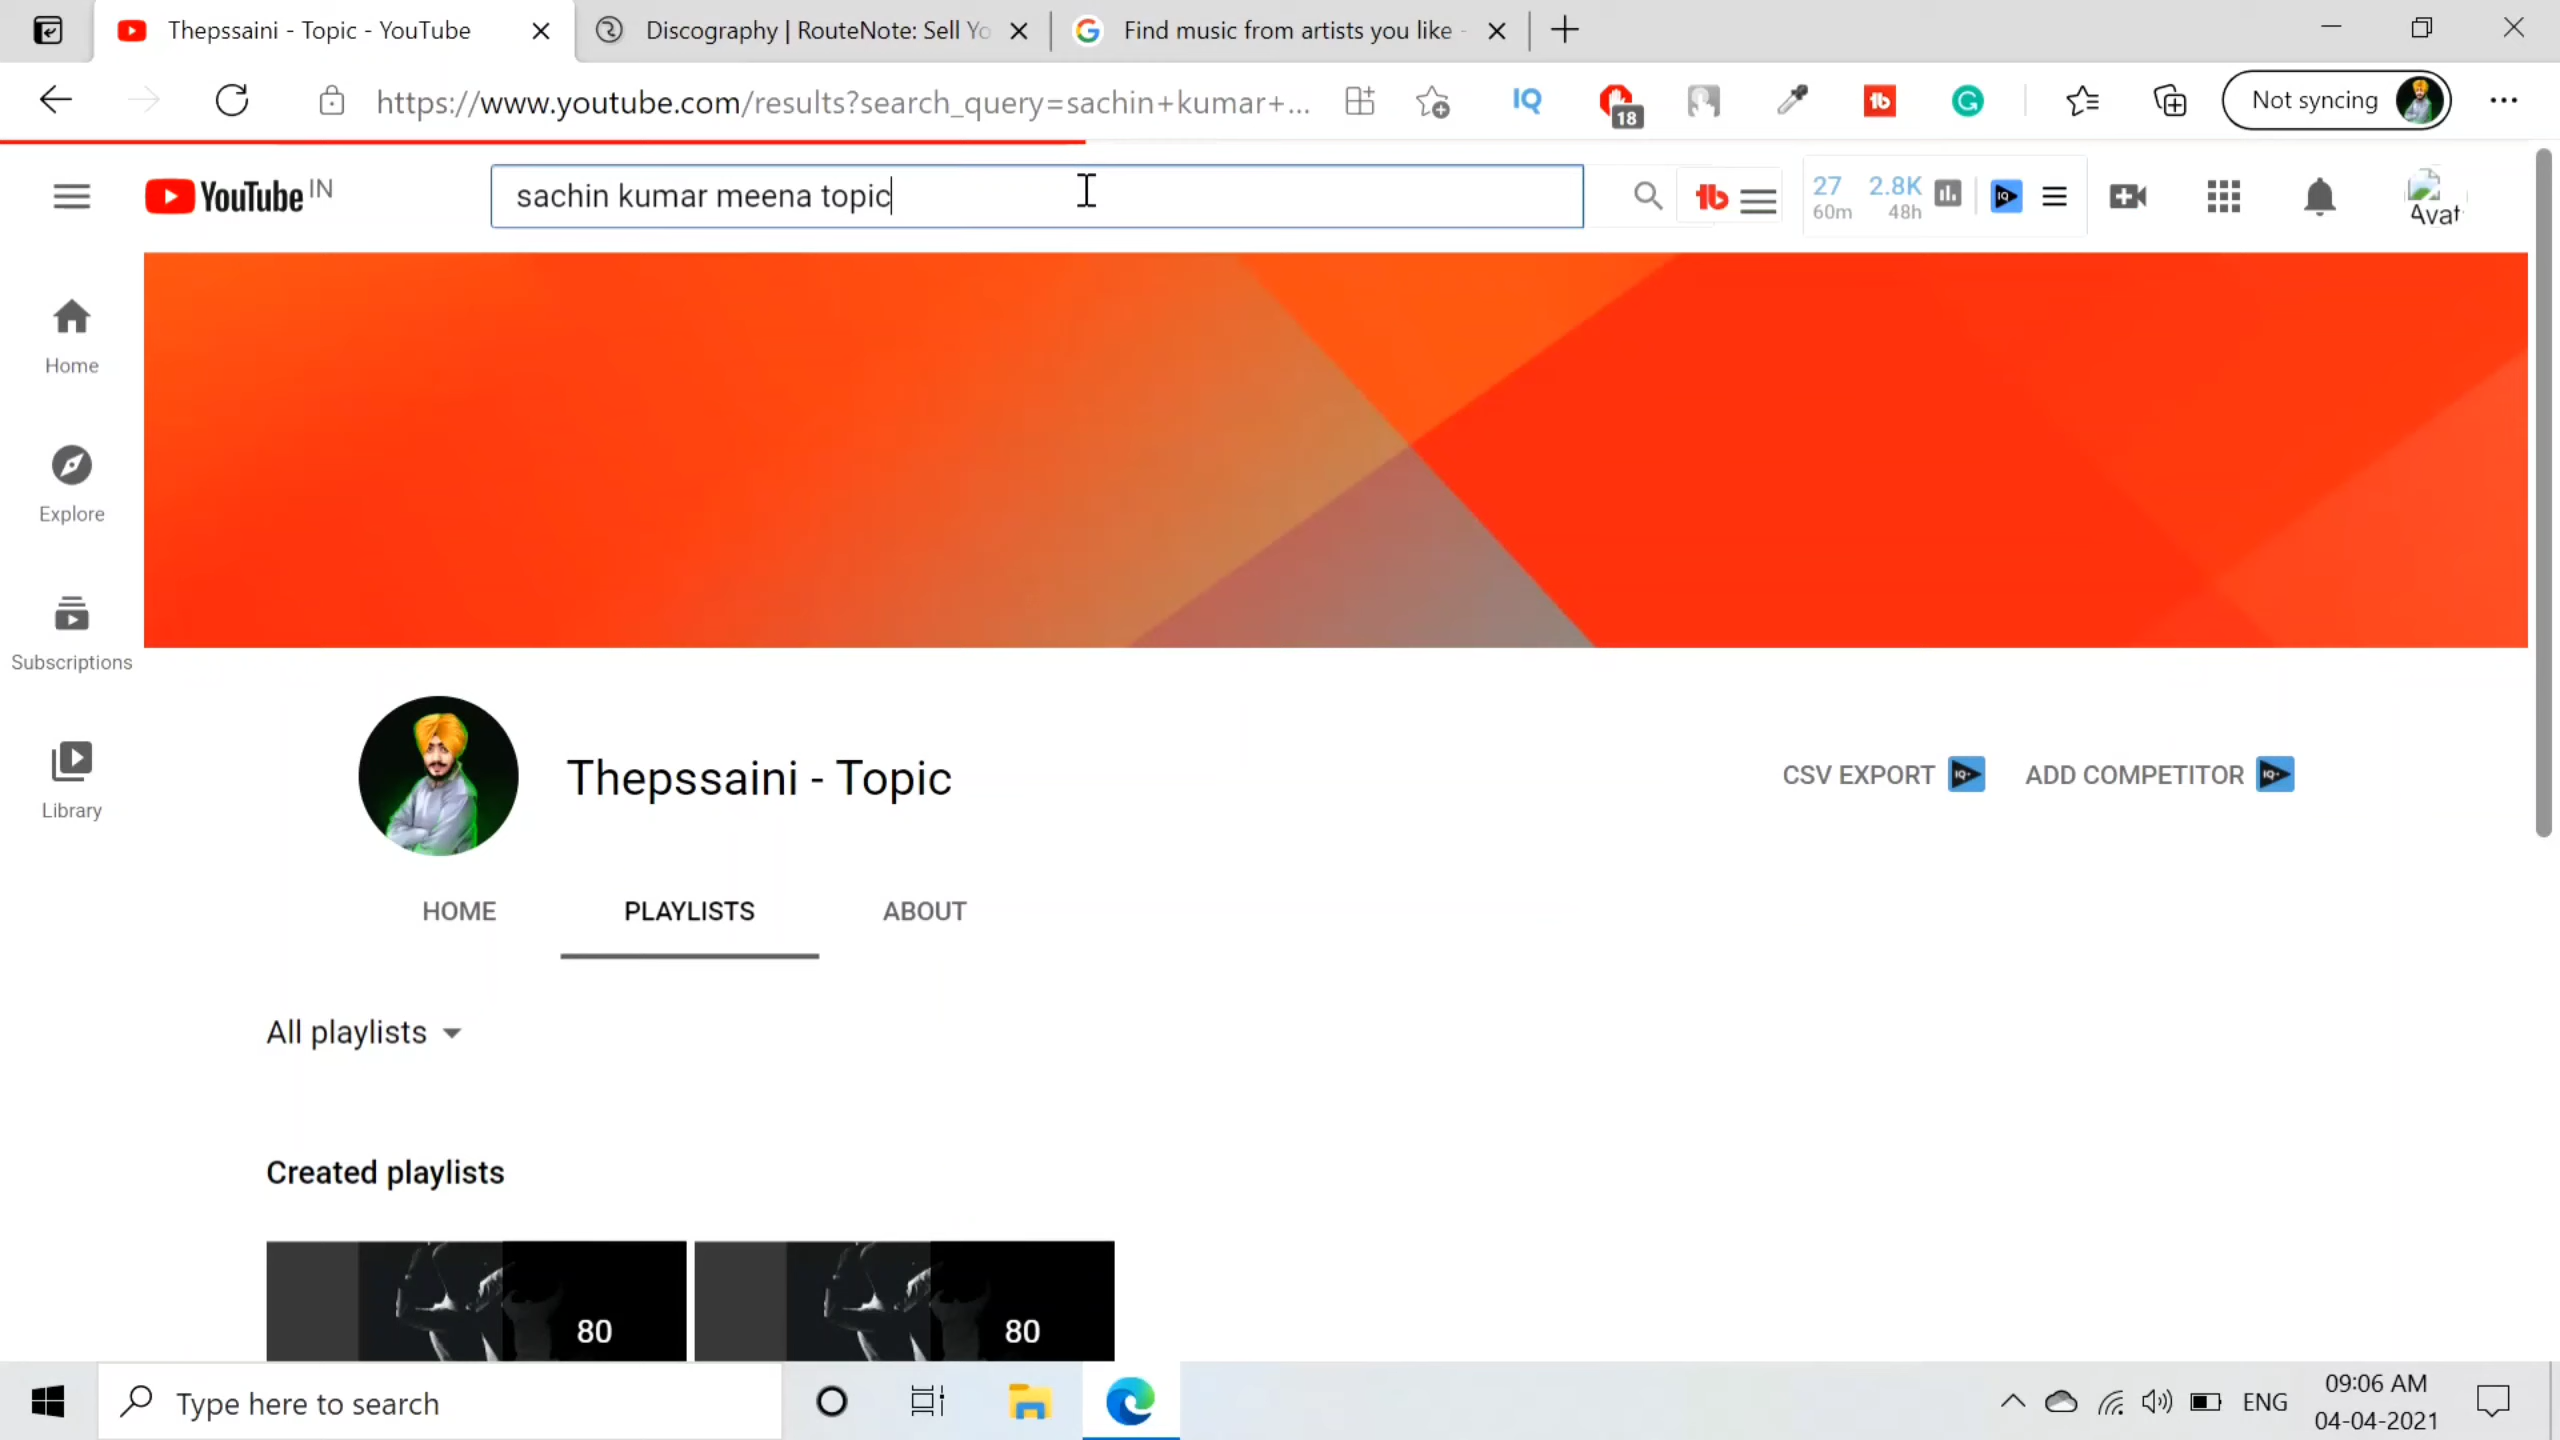 Thepssaini - Topic - YouTube
Discography | RouteNote: Sell Yo
Find music from artists you like -
https://www.youtube.com/results?search_query=sachin+kumar+...
IQ
18
tb
G
Not syncing
YouTube IN
sachin kumar meena topic
tb
27
60m
2.8K
48h
IQ
Avat
Home
Explore
Subscriptions
Library
Thepssaini - Topic
CSV EXPORT
ADD COMPETITOR
HOME
PLAYLISTS
ABOUT
All playlists
Created playlists
80
80
Type here to search
ENG
09:06 AM
04-04-2021